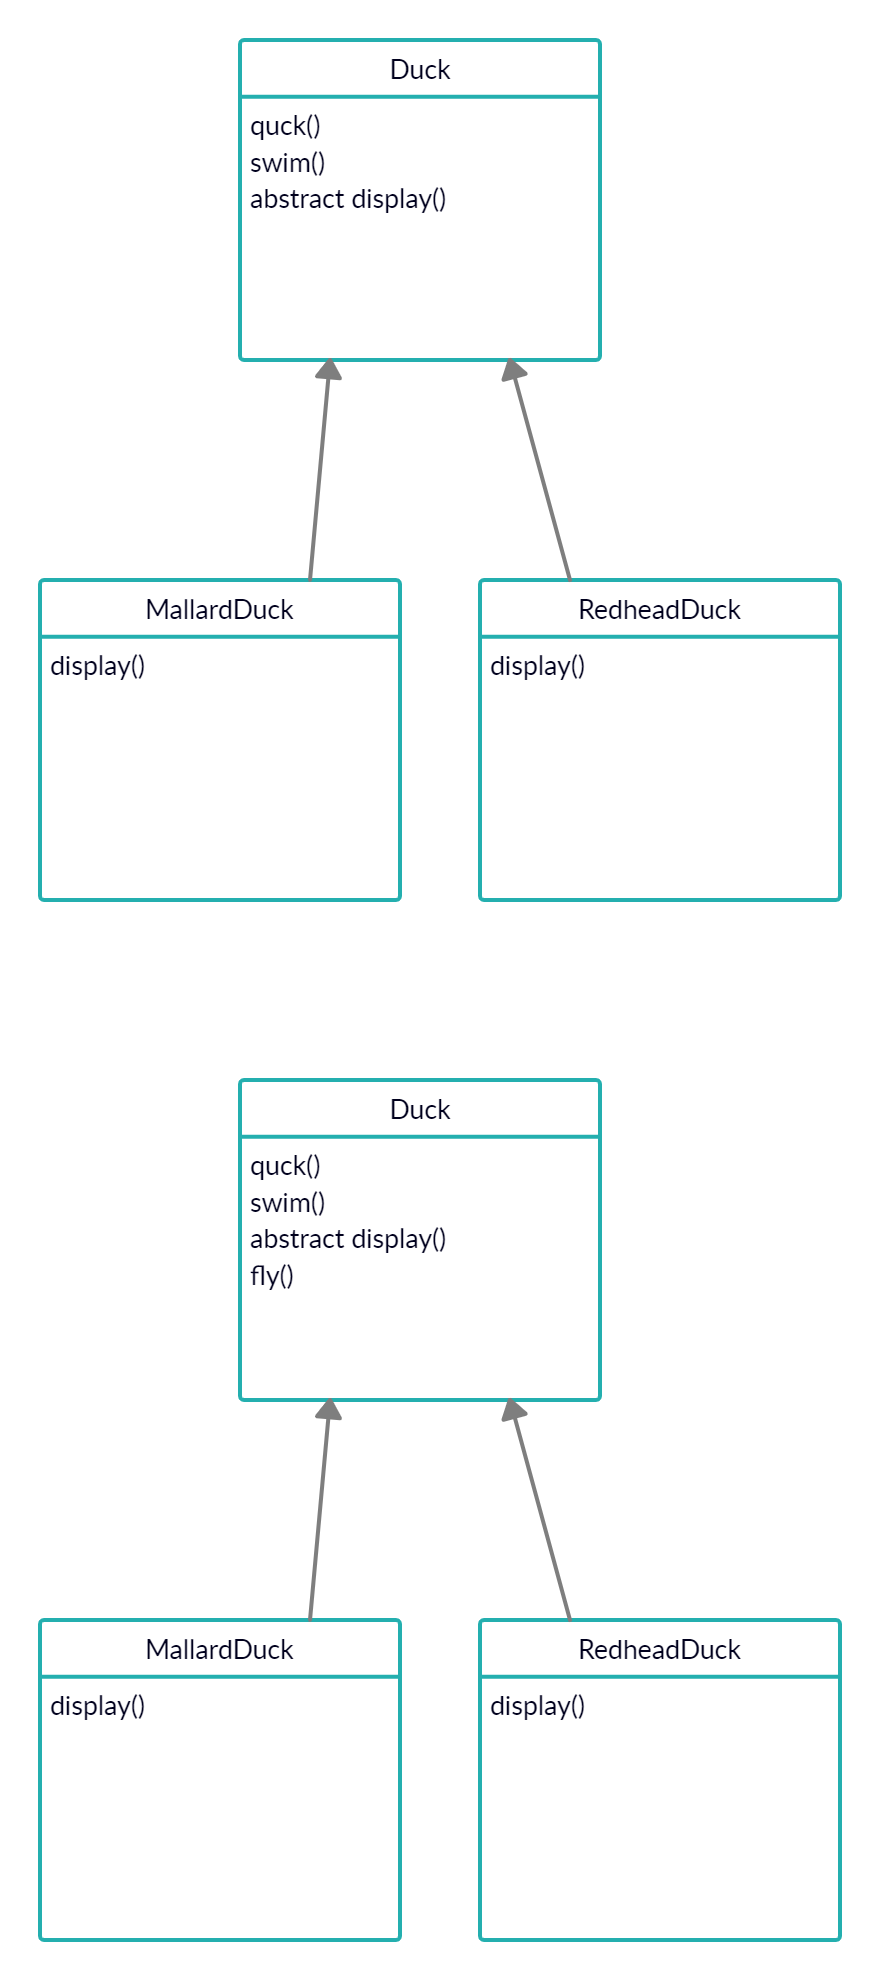 Duck
quck()
swim()
abstract display()
MallardDuck
display()
RedheadDuck
display()
Duck
quck()
swim()
abstract display()
fly()
MallardDuck
display()
RedheadDuck
display()